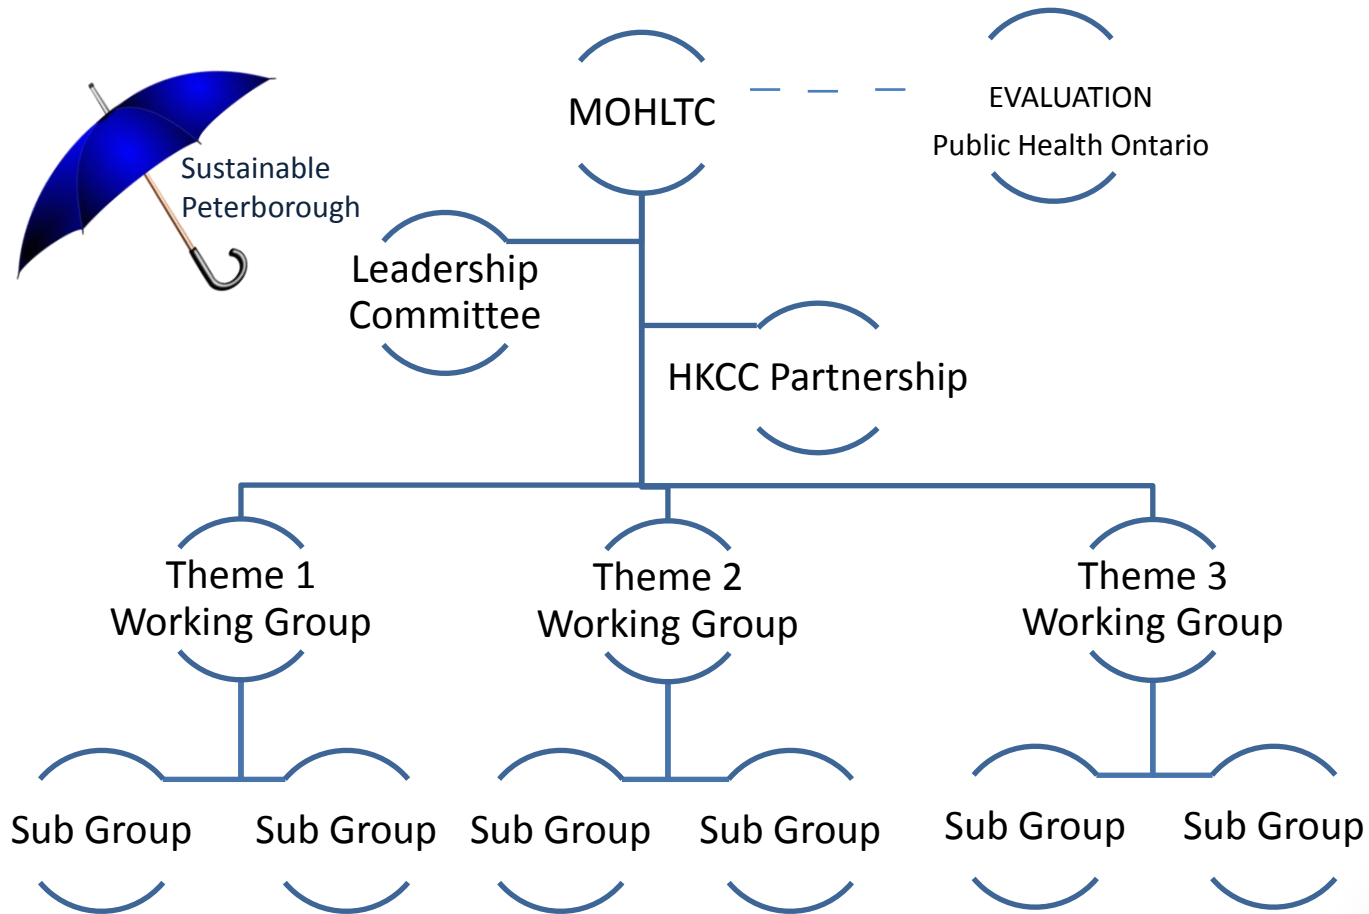 MOHLTC
EVALUATION
Public Health Ontario
Sustainable
Peterborough
Leadership
Committee
HKCC Partnership
Theme 1
Working Group
Theme 2
Working Group
Theme 3
Working Group
Sub Group
Sub Group
Sub Group
Sub Group
Sub Group
Sub Group